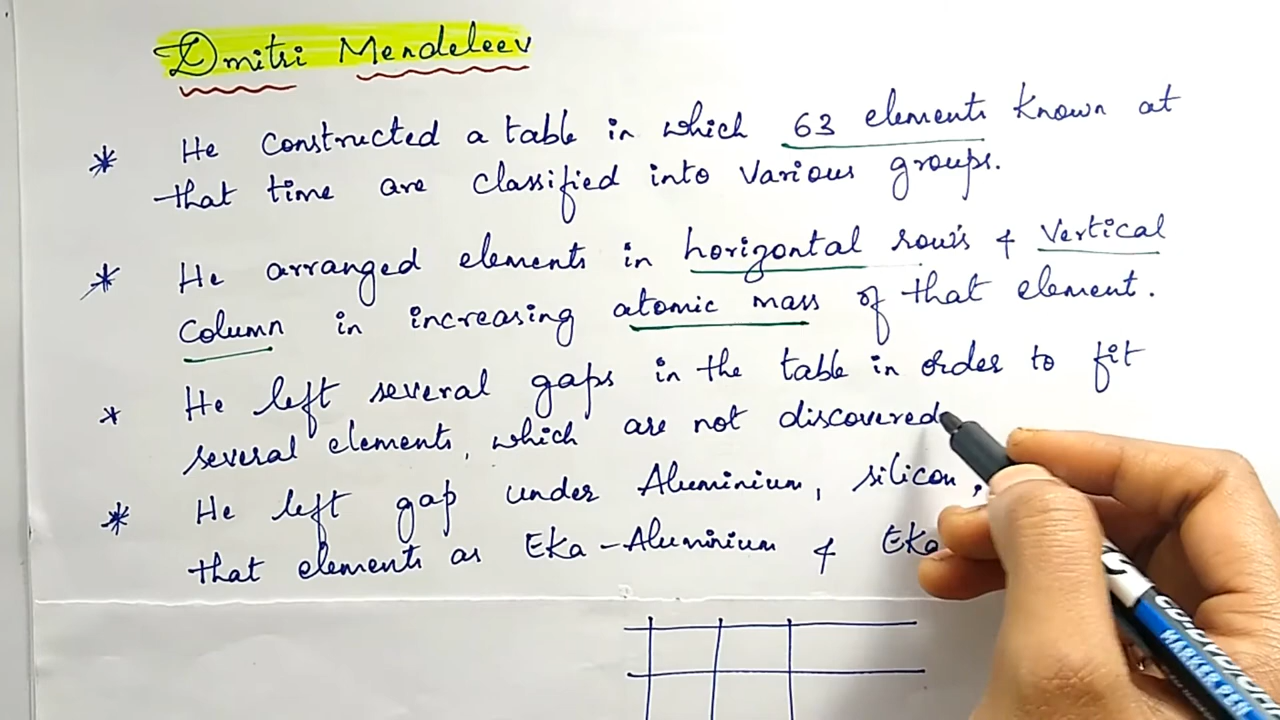 Dmitri Mendeleev
* He constructed a table in which 63 elements known at
that time are classified into various groups.
* He arranged elements in horizontal rows & vertical
column in increasing atomic mass of that element.
* He left several gaps in the table in order to fit
several elements, which are not discovered
* He left gap under Aluminium, silicon,
that elements as Eka-Aluminium & Eka
MARKER PEN